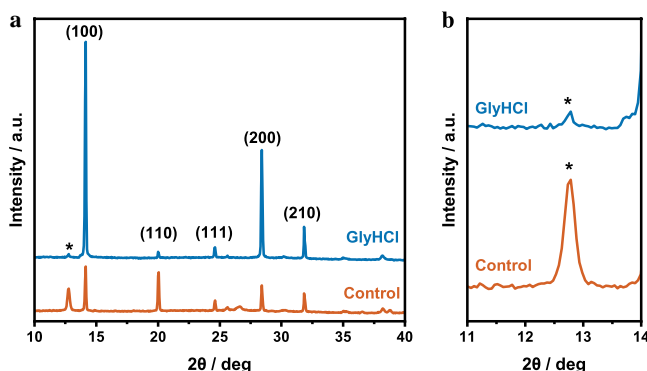 a
(100)
(200)
(210)
(110)
(111)
*
GlyHCl
Control
Intensity / a.u.
10 15 20 25 30 35 40
2θ / deg
b
*
GlyHCl
*
Control
Intensity / a.u.
11 12 13 14
2θ / deg